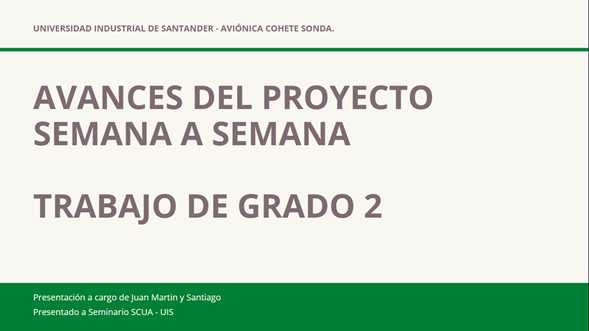 UNIVERSIDAD INDUSTRIAL DE SANTANDER - AVIÓNICA COHETE SONDA.
AVANCES DEL PROYECTO
SEMANA A SEMANA
TRABAJO DE GRADO 2
Presentación a cargo de Juan Martin y Santiago
Presentado a Seminario SCUA - UIS